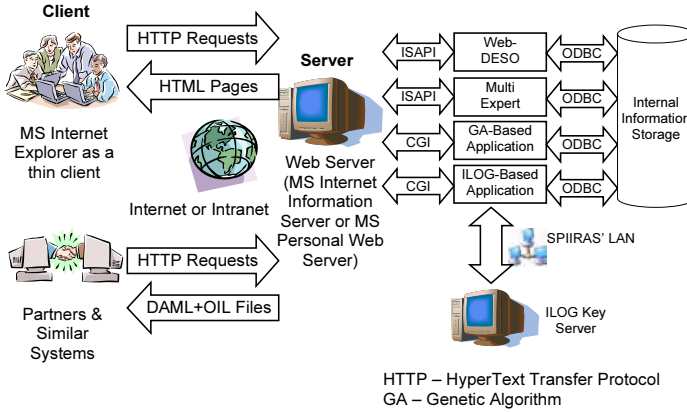 Client
HTTP Requests
HTML Pages
MS Internet
Explorer as a
thin client
Internet or Intranet
Server
Web Server
(MS Internet
Information
Server or MS
Personal Web
Server)
ISAPI
Web-
DESO
ODBC
ISAPI
Multi
Expert
ODBC
CGI
GA-Based
Application
ODBC
CGI
ILOG-Based
Application
ODBC
Internal
Information
Storage
SPIIRAS' LAN
ILOG Key
Server
HTTP Requests
DAML+OIL Files
Partners &
Similar
Systems
HTTP – HyperText Transfer Protocol
GA – Genetic Algorithm